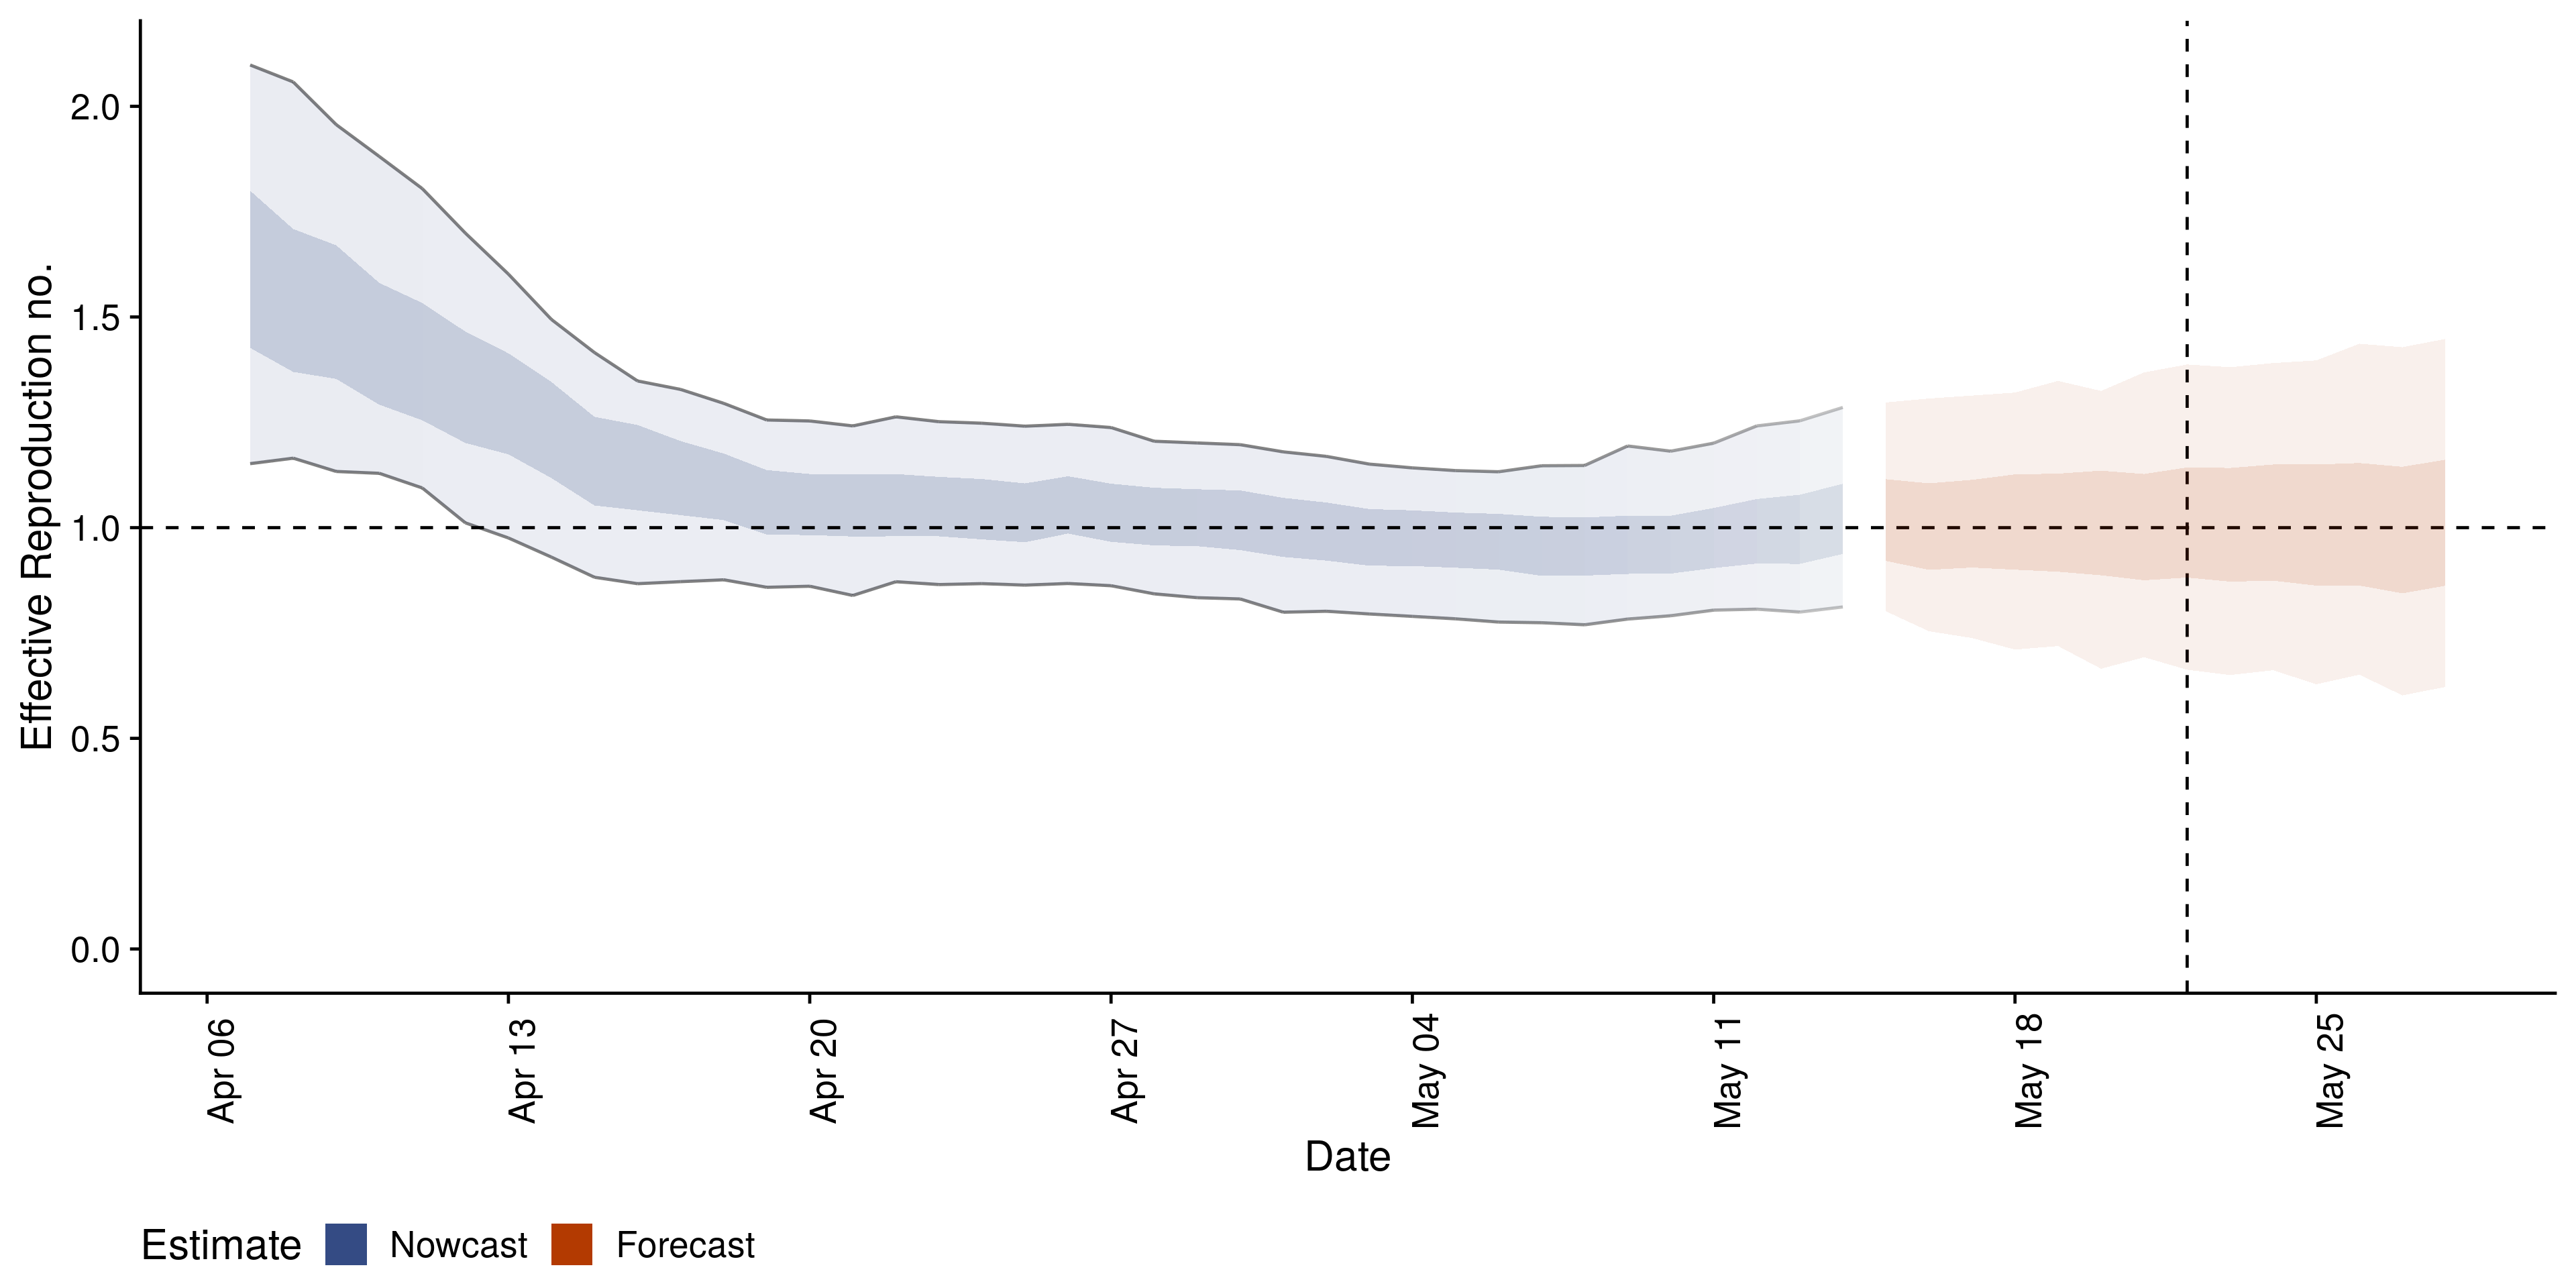 Effective Reproduction no.
2.0
1.5
1.0
0.5
0.0
Apr 06
Apr 13
Apr 20
Apr 27
May 04
May 11
May 18
May 25
Date
Estimate Nowcast Forecast